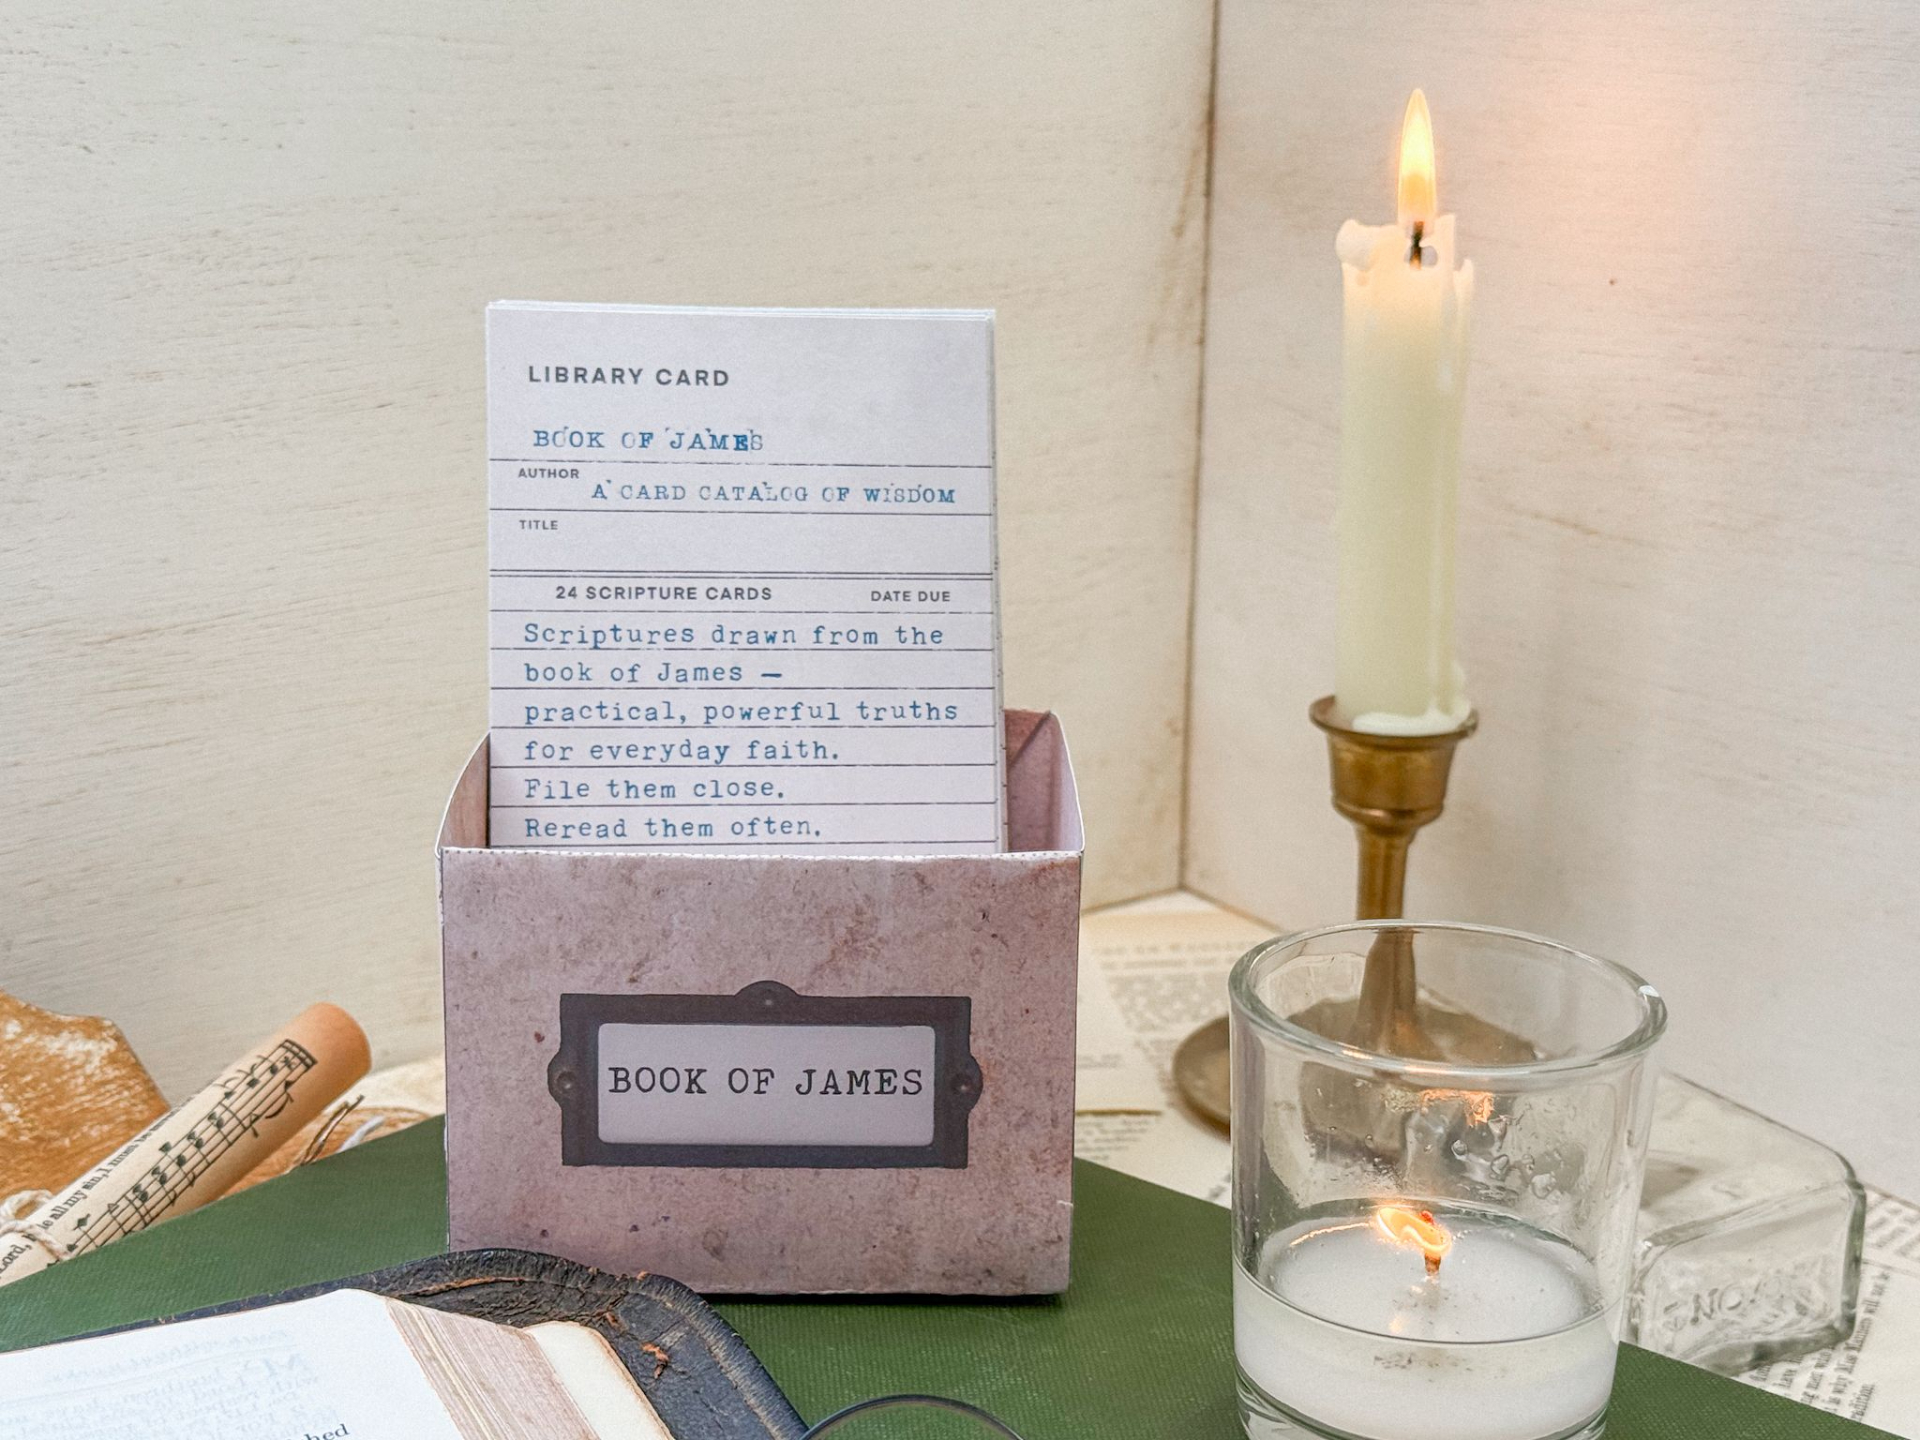 LIBRARY CARD
BOOK OF JAMES
AUTHOR
A CARD CATALOG OF WISDOM
TITLE
24 SCRIPTURE CARDS DATE DUE
Scriptures drawn from the
book of James —
practical, powerful truths
for everyday faith.
File them close.
Reread them often.
BOOK OF JAMES